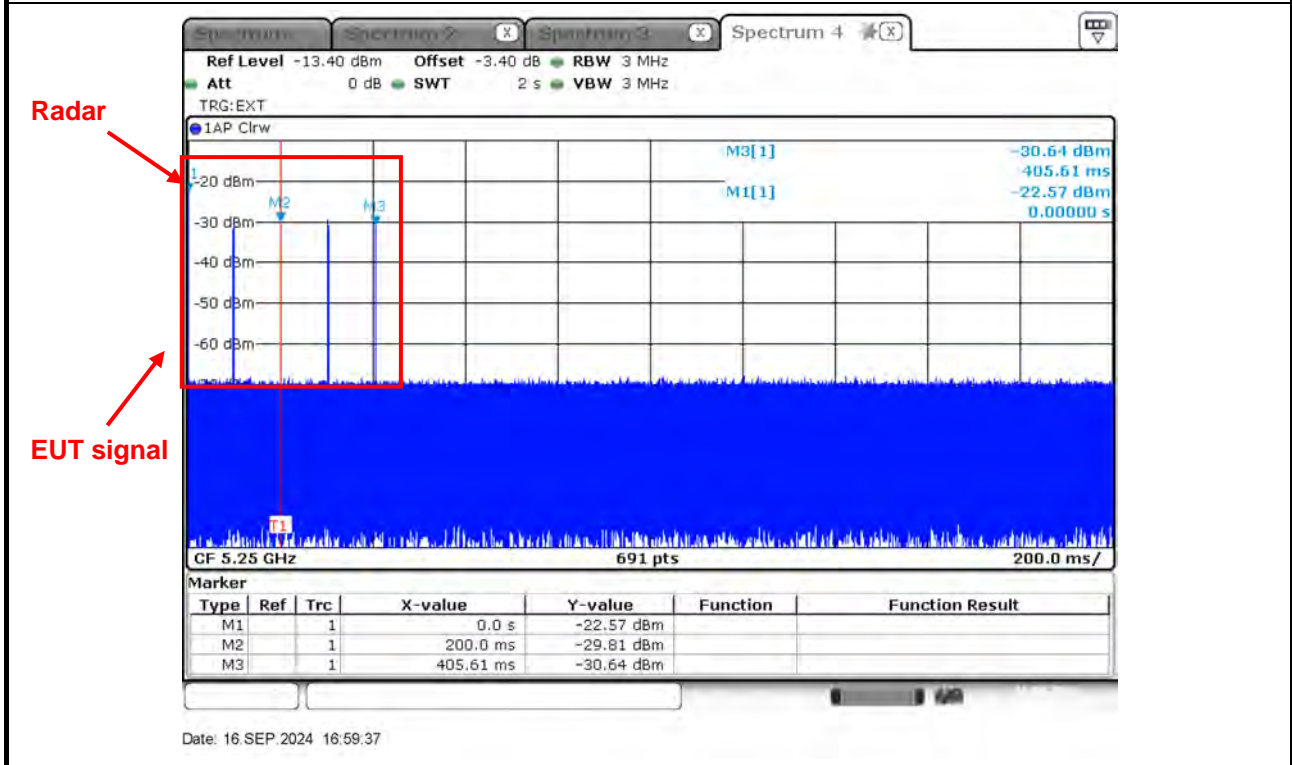 Spectrum 4
Ref Level -13.40 dBm Offset -3.40 dB RBW 3 MHz
Att 0 dB SWT 2 s VBW 3 MHz
TRG:EXT
Radar
1AP Clrw
M3[1] -30.64 dBm
405.61 ms
M1[1] -22.57 dBm
0.00000 s
1
-20 dBm
M2 M3
-30 dBm
-40 dBm
-50 dBm
-60 dBm
EUT signal
T1
CF 5.25 GHz 691 pts 200.0 ms/
Marker
Type Ref Trc X-value Y-value Function Function Result
M1 1 0.0 s -22.57 dBm
M2 1 200.0 ms -29.81 dBm
M3 1 405.61 ms -30.64 dBm
Date: 16.SEP.2024 16:59:37